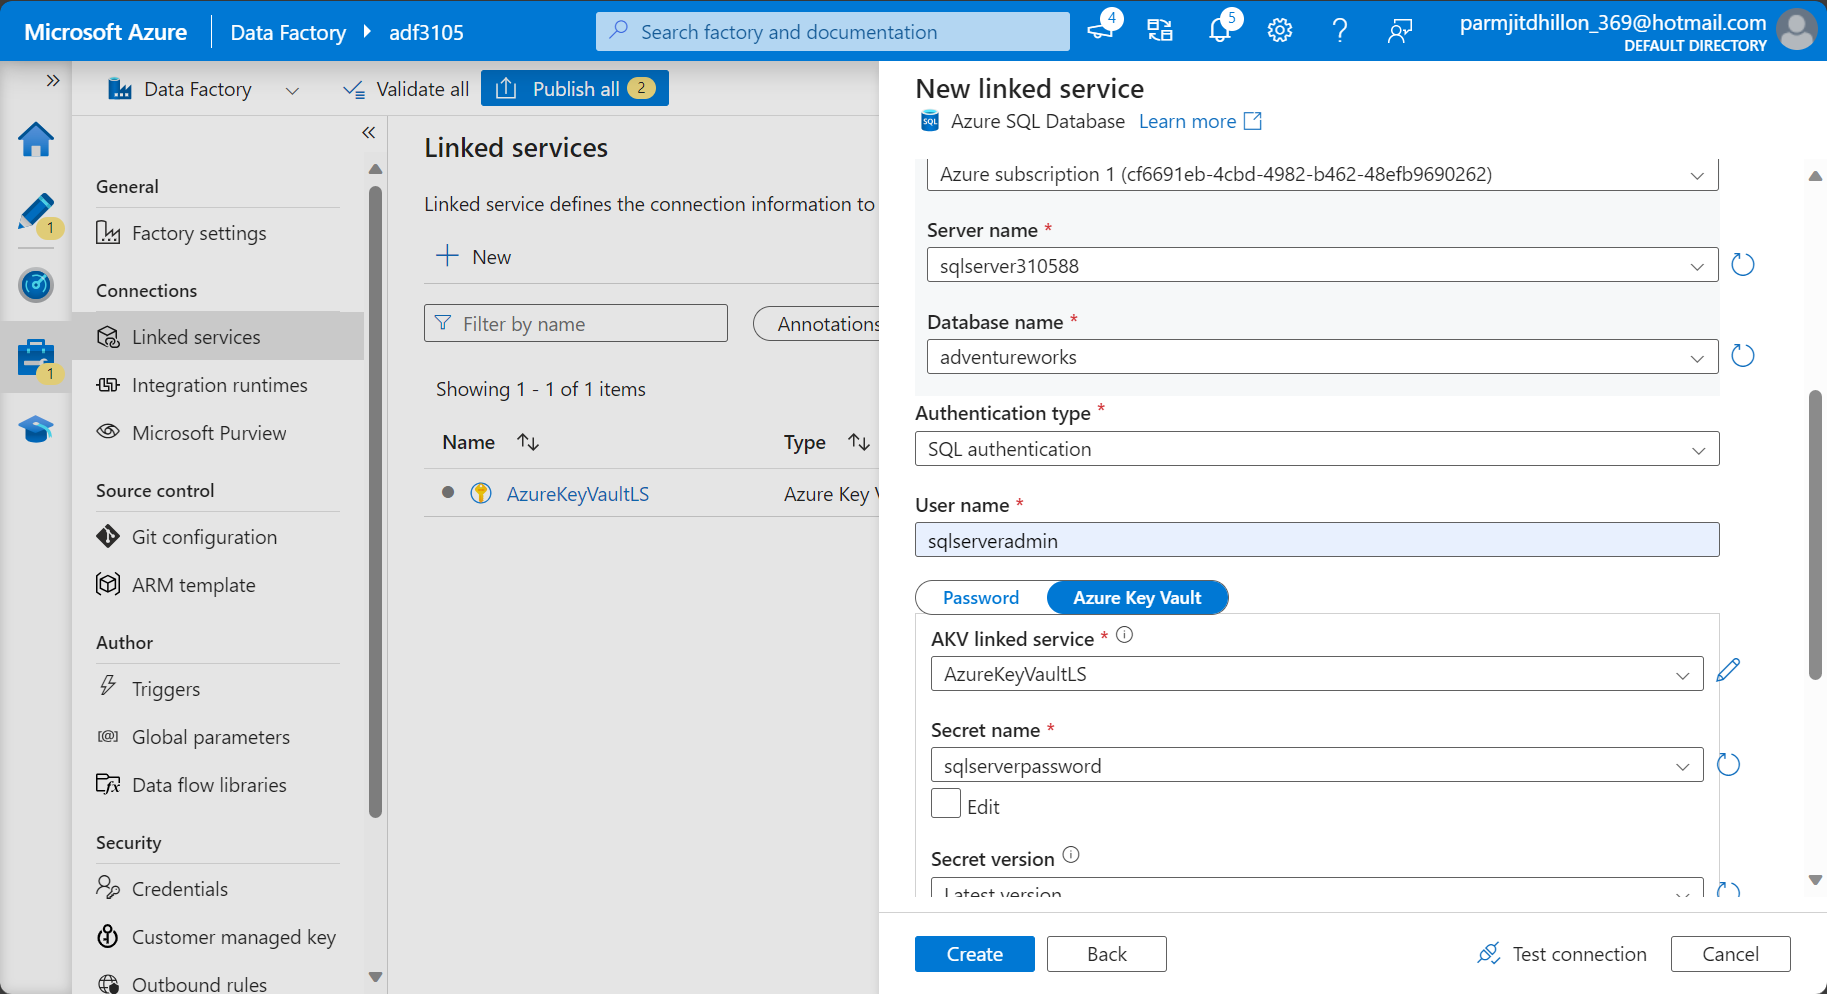 Microsoft Azure
Data Factory
adf3105
Search factory and documentation
4
5
parmjitdhillon_369@hotmail.com
DEFAULT DIRECTORY
Data Factory
Validate all
Publish all 2
1
1
General
Factory settings
Connections
Linked services
Integration runtimes
Microsoft Purview
Source control
Git configuration
ARM template
Author
Triggers
Global parameters
Data flow libraries
Security
Credentials
Customer managed key
Outbound rules
Linked services
Linked service defines the connection information to
New
Filter by name
Annotations
Showing 1 - 1 of 1 items
Name
Type
AzureKeyVaultLS
Azure Key
New linked service
SQL
Azure SQL Database
Learn more
Azure subscription 1 (cf6691eb-4cbd-4982-b462-48efb9690262)
Server name *
sqlserver310588
Database name *
adventureworks
Authentication type *
SQL authentication
User name *
sqlserveradmin
Password
Azure Key Vault
AKV linked service *
AzureKeyVaultLS
Secret name *
sqlserverpassword
Edit
Secret version
Latest version
Create
Back
Test connection
Cancel